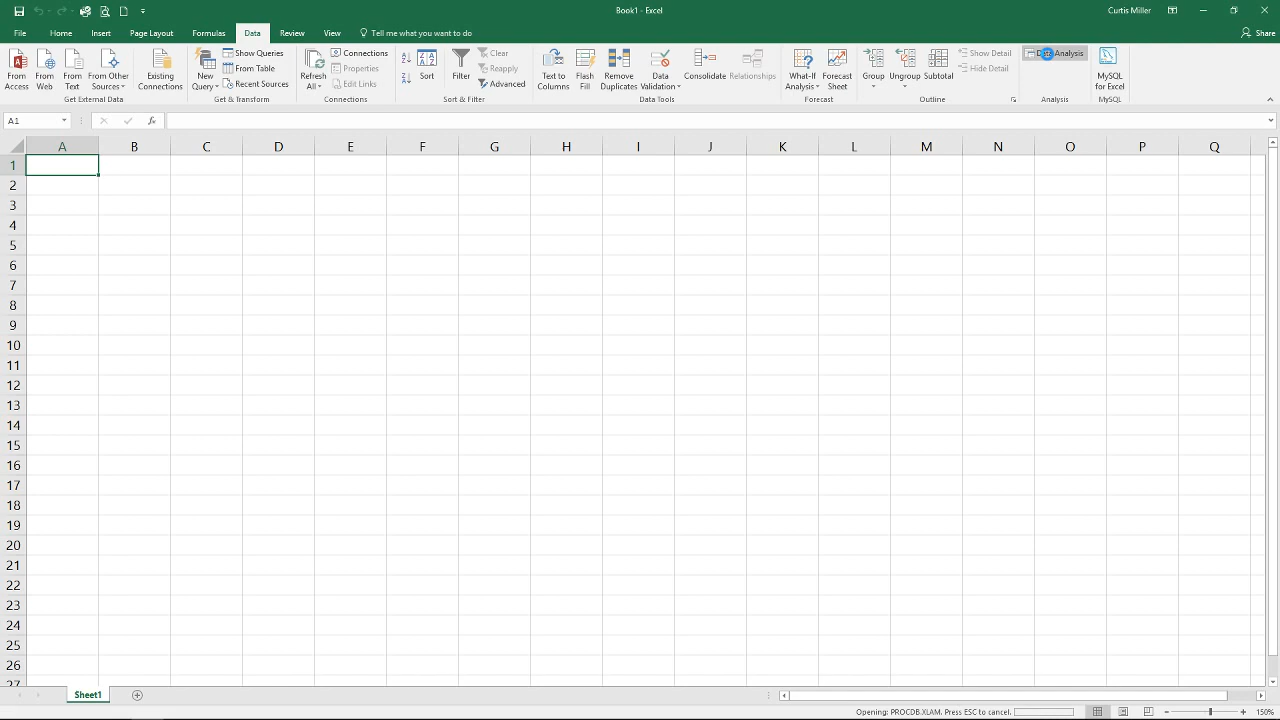 Book1 - Excel
Curtis Miller
File Home Insert Page Layout Formulas Data Review View Tell me what you want to do
Share
From Access
From Web
From Text
From Other Sources
Existing Connections
Get External Data
New Query
Show Queries
From Table
Recent Sources
Get & Transform
Refresh All
Connections
Properties
Edit Links
Connections
Sort
Filter
Clear
Reapply
Advanced
Sort & Filter
Text to Columns
Flash Fill
Remove Duplicates
Data Validation
Consolidate
Relationships
Data Tools
What-If Analysis
Forecast Sheet
Forecast
Group
Ungroup
Subtotal
Show Detail
Hide Detail
Outline
Analysis
Analysis
MySQL for Excel
MySQL
A1
fx
A B C D E F G H I J K L M N O P Q
1
2
3
4
5
6
7
8
9
10
11
12
13
14
15
16
17
18
19
20
21
22
23
24
25
26
27
Sheet1
Opening: PROCDB.XLAM. Press ESC to cancel.
150%